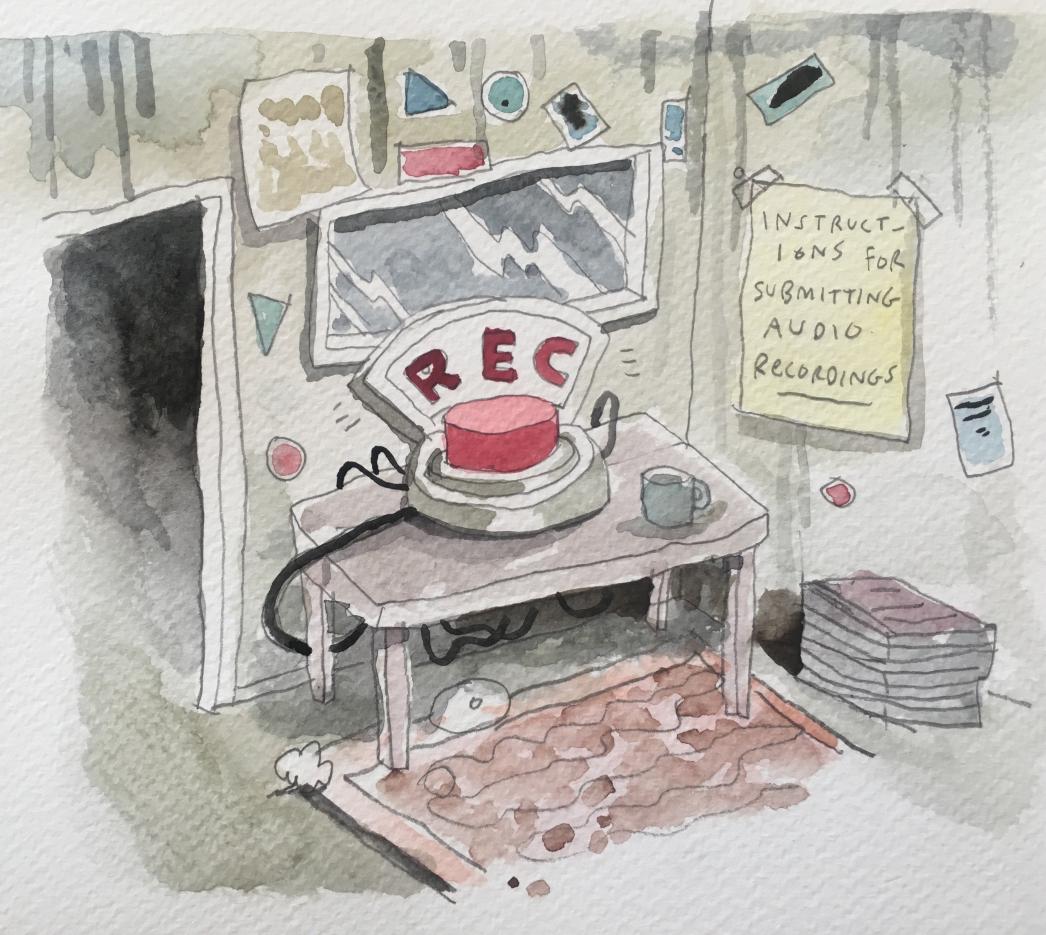 REC
INSTRUCT-
IONS FOR
SUBMITTING
AUDIO
RECORDINGS